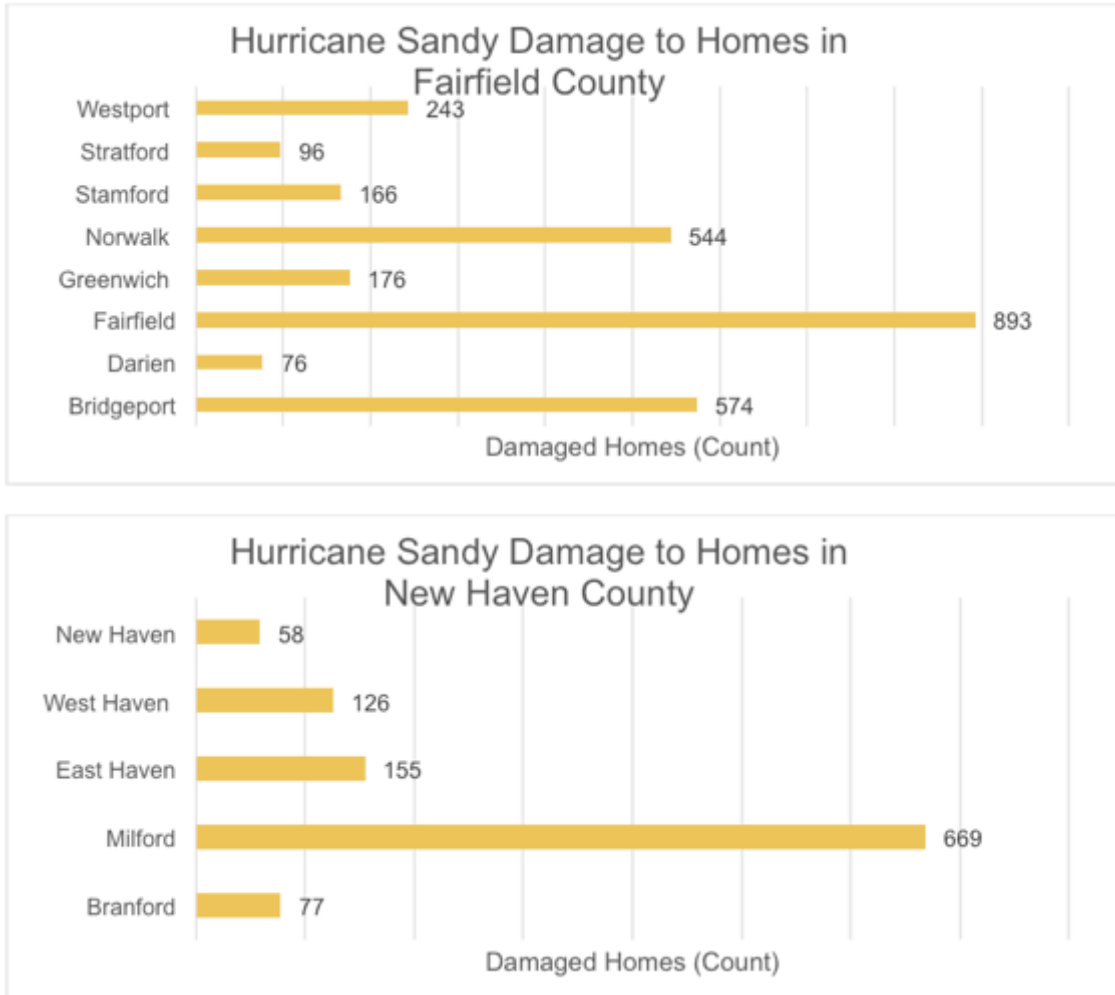 Hurricane Sandy Damage to Homes in
Fairfield County
Westport 243
Stratford 96
Stamford 166
Norwalk 544
Greenwich 176
Fairfield 893
Darien 76
Bridgeport 574
Damaged Homes (Count)
Hurricane Sandy Damage to Homes in
New Haven County
New Haven 58
West Haven 126
East Haven 155
Milford 669
Branford 77
Damaged Homes (Count)